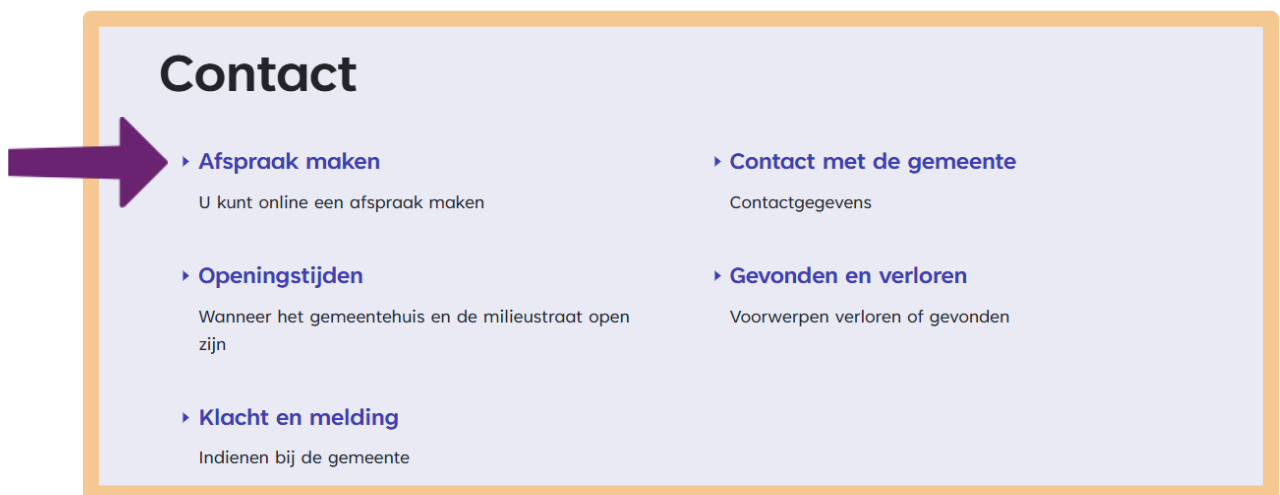 Contact
Afspraak maken
U kunt online een afspraak maken
Openingstijden
Wanneer het gemeentehuis en de milieustraat open
zijn
Klacht en melding
Indienen bij de gemeente
Contact met de gemeente
Contactgegevens
Gevonden en verloren
Voorwerpen verloren of gevonden